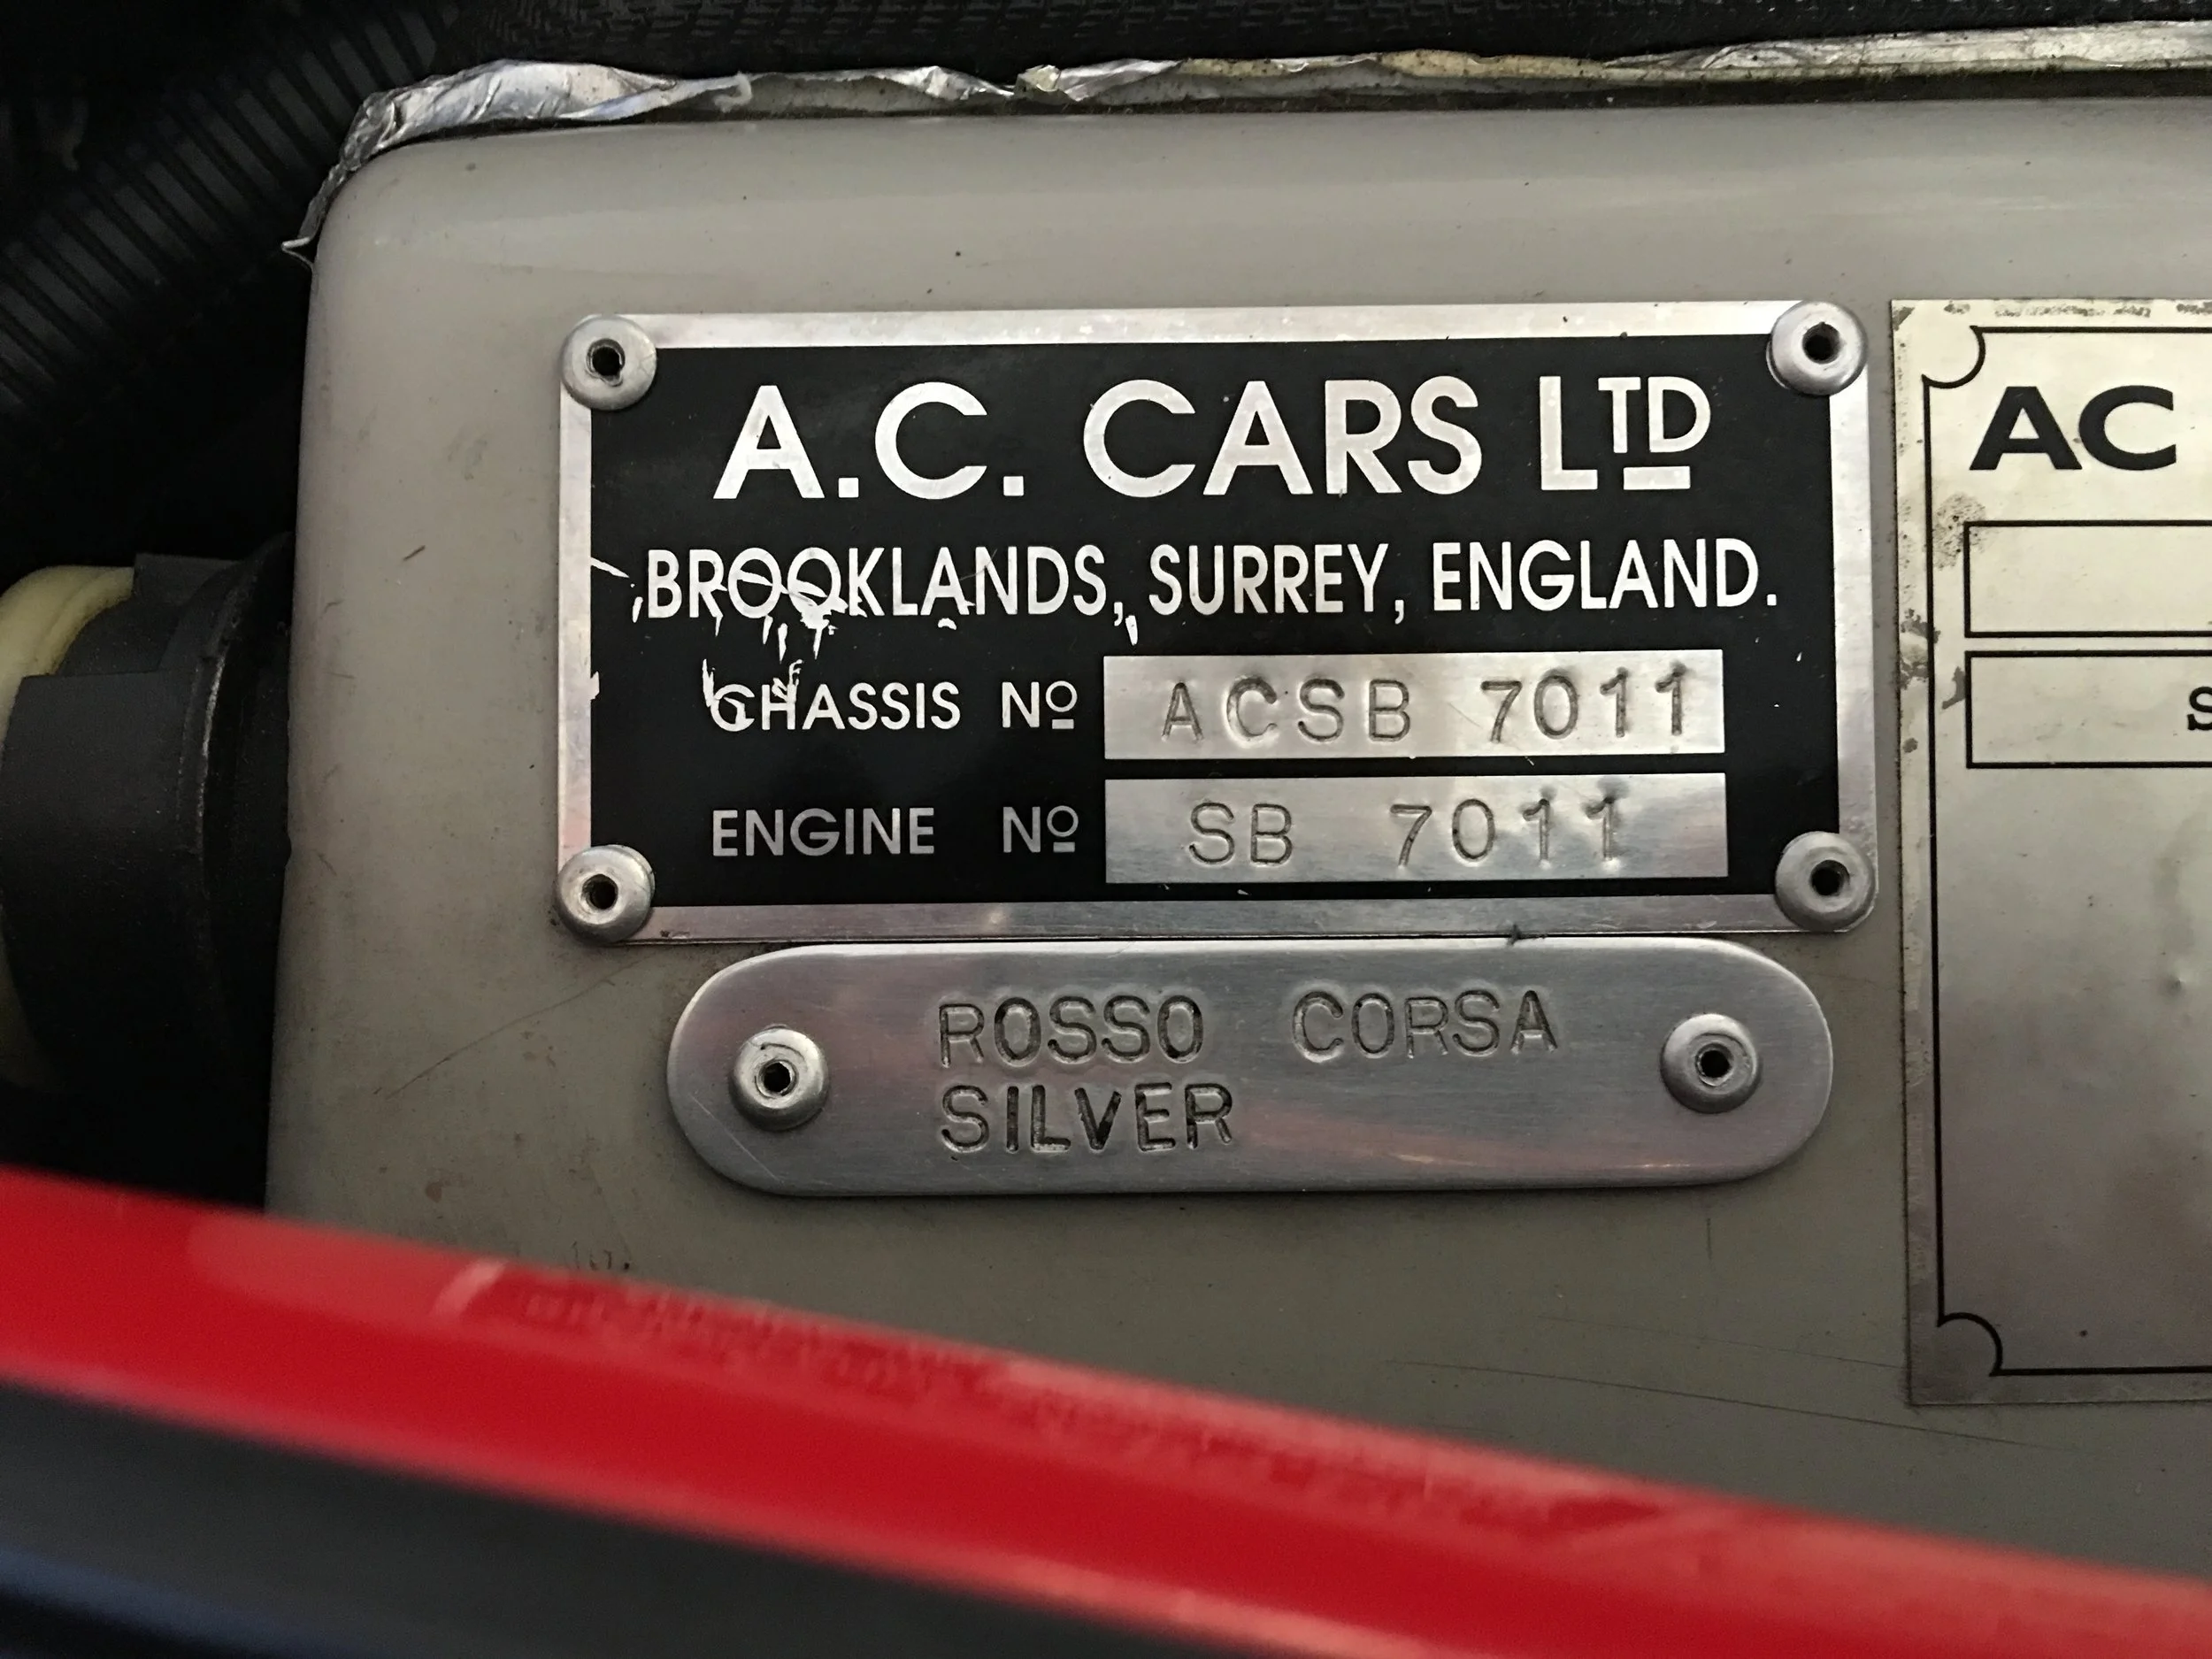 A.C. CARS LTD
BROOKLANDS, SURREY, ENGLAND.
CHASSIS Nº ACSB 7011
ENGINE Nº SB 7011
ROSSO CORSA
SILVER
AC
S